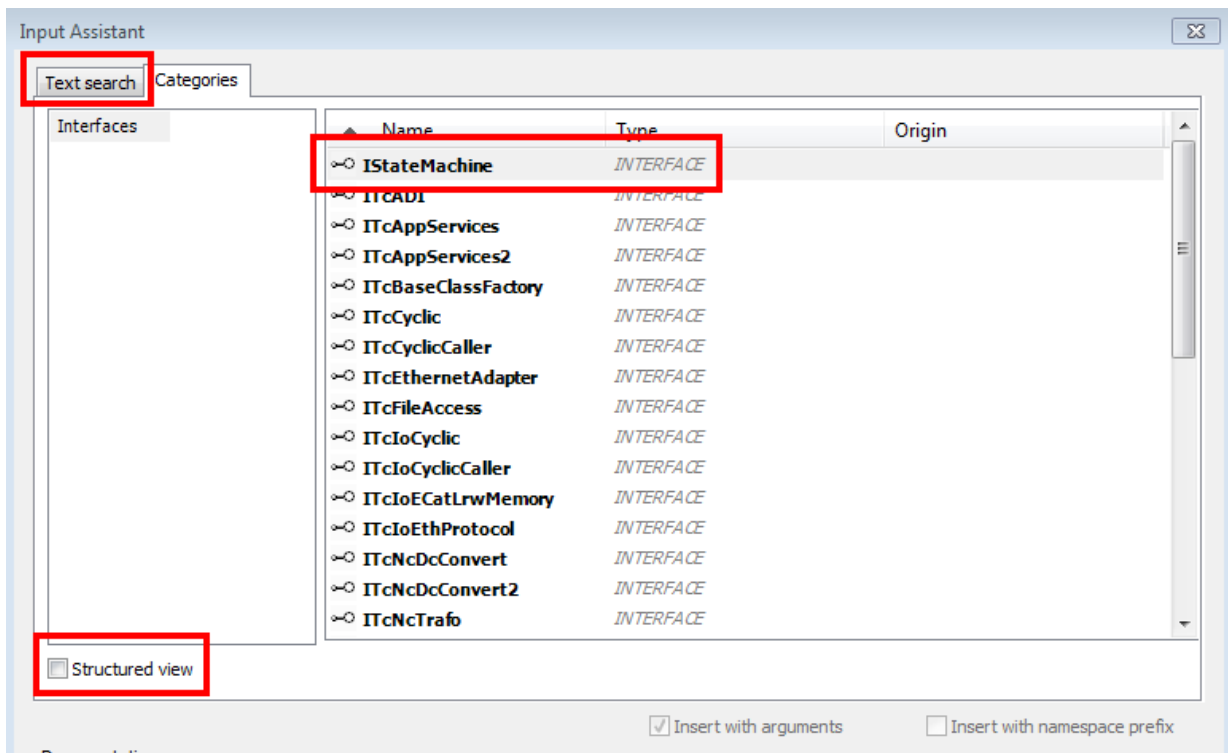 Input Assistant
Text search Categories
Interfaces
Name Type Origin
IStateMachine INTERFACE
ITcADI INTERFACE
ITcAppServices INTERFACE
ITcAppServices2 INTERFACE
ITcBaseClassFactory INTERFACE
ITcCyclic INTERFACE
ITcCyclicCaller INTERFACE
ITcEthernetAdapter INTERFACE
ITcFileAccess INTERFACE
ITcIoCyclic INTERFACE
ITcIoCyclicCaller INTERFACE
ITcIoECatLrwMemory INTERFACE
ITcIoEthProtocol INTERFACE
ITcNcDcConvert INTERFACE
ITcNcDcConvert2 INTERFACE
ITcNcTrafo INTERFACE
Structured view
Insert with arguments Insert with namespace prefix